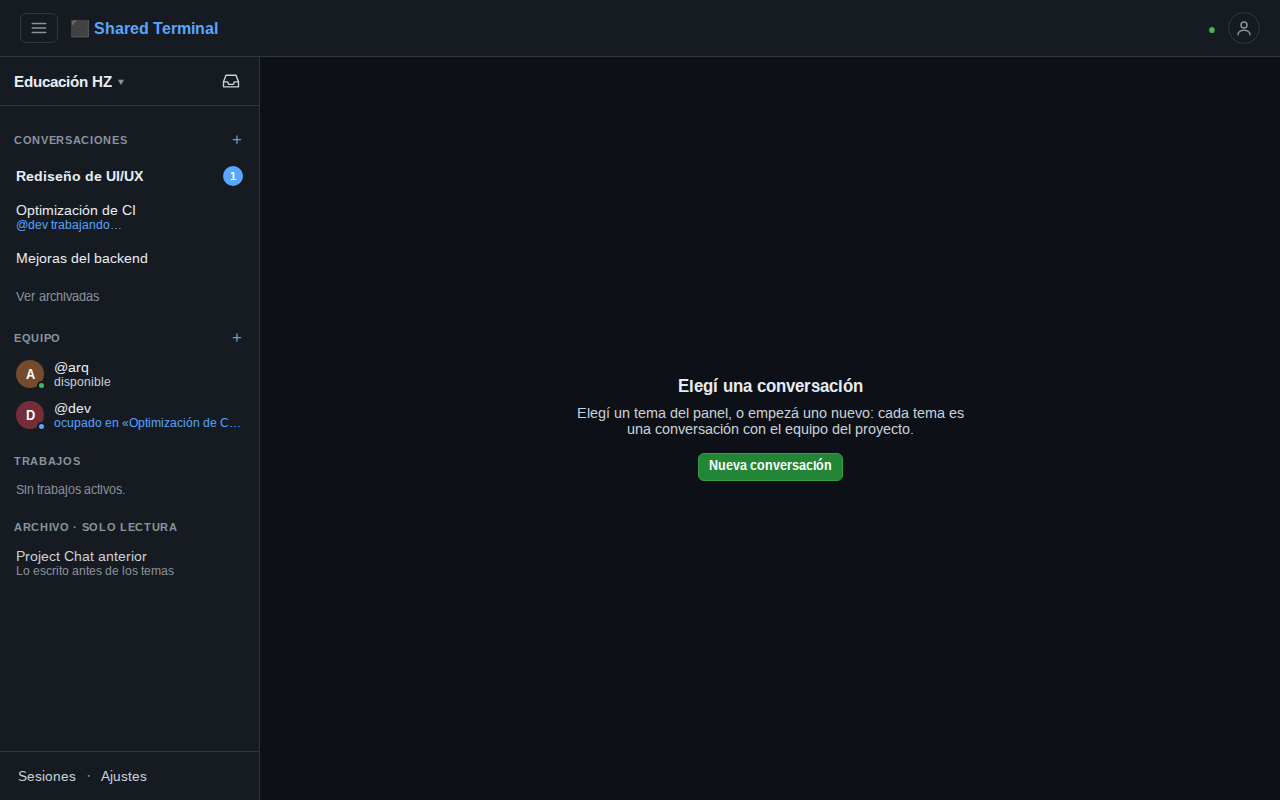 Shared Terminal
Educación HZ
CONVERSACIONES
Rediseño de UI/UX
1
Optimización de CI
@dev trabajando…
Mejoras del backend
Ver archivadas
EQUIPO
A
@arq
disponible
D
@dev
ocupado en «Optimización de C…
TRABAJOS
Sin trabajos activos.
ARCHIVO · SOLO LECTURA
Project Chat anterior
Lo escrito antes de los temas
Sesiones · Ajustes
Elegí una conversación
Elegí un tema del panel, o empezá uno nuevo: cada tema es
una conversación con el equipo del proyecto.
Nueva conversación